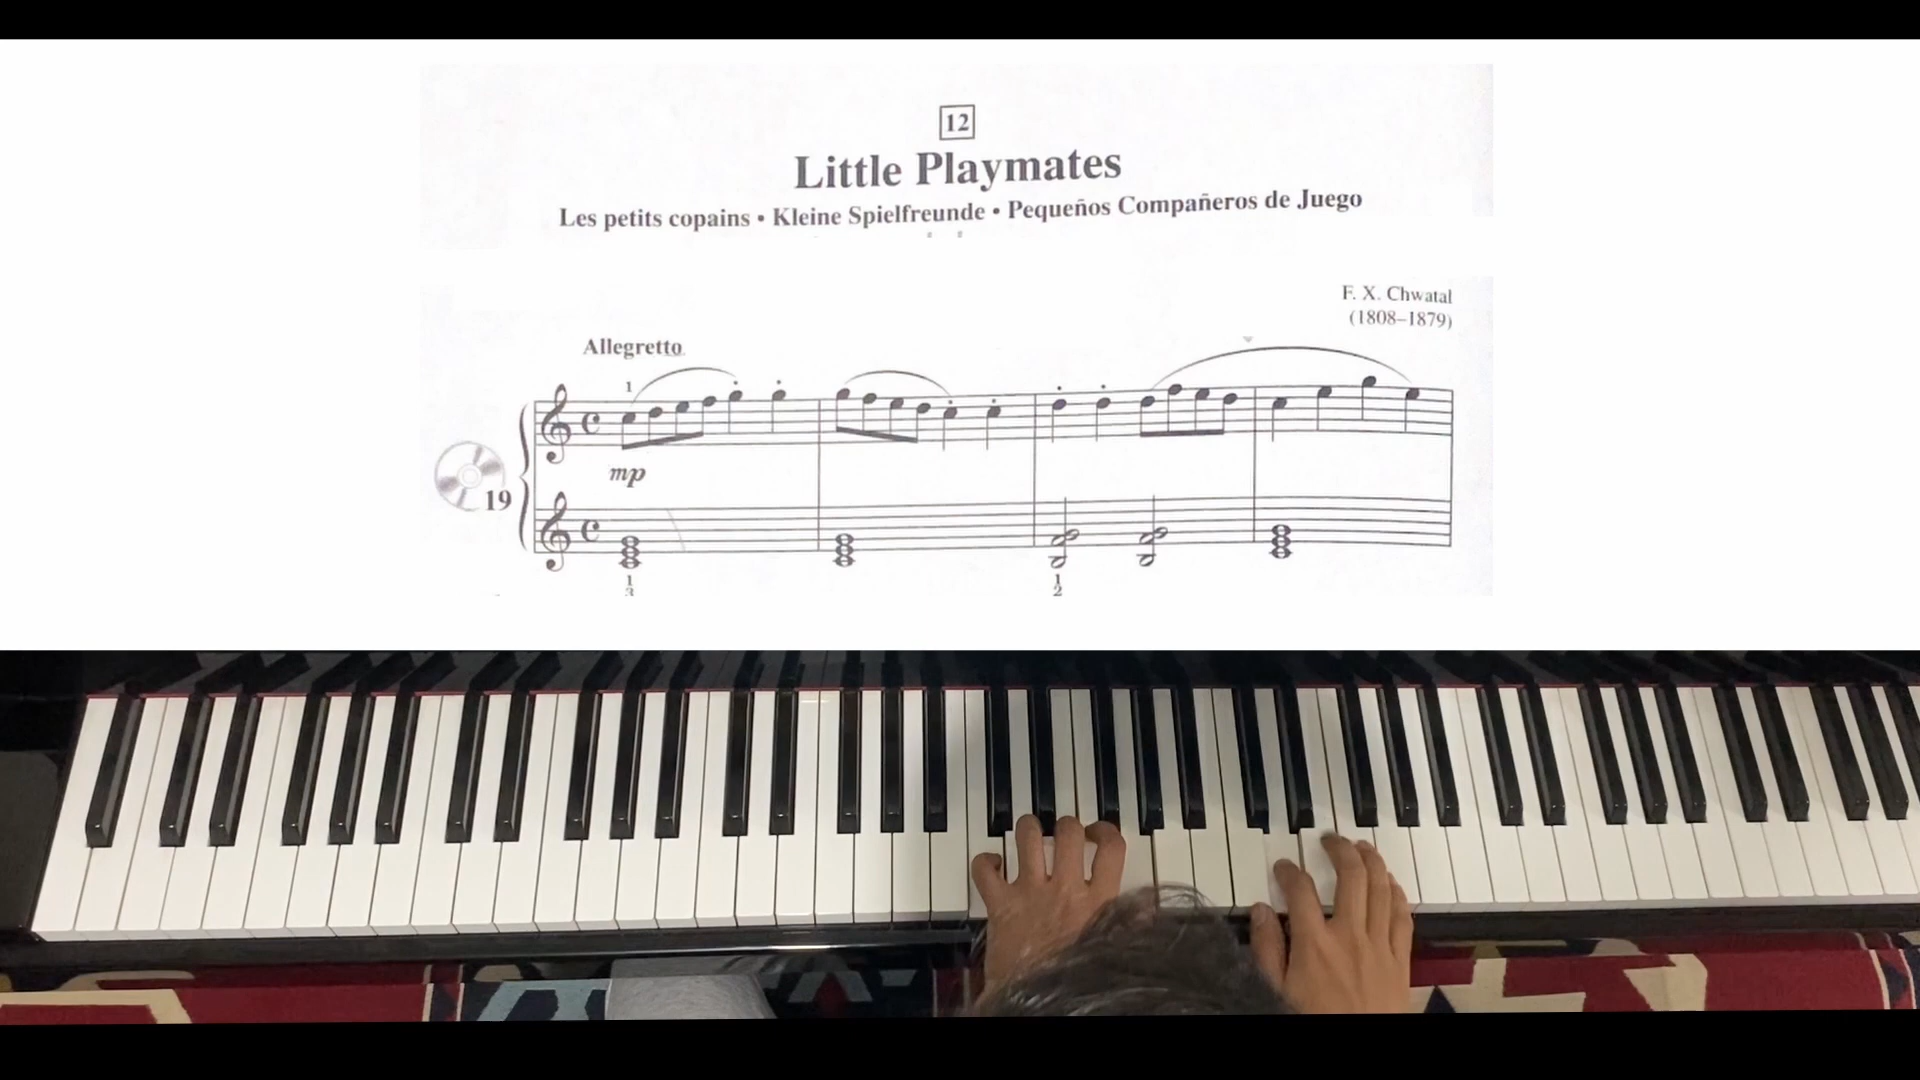 12
Little Playmates
Les petits copains • Kleine Spielfreunde • Pequeños Compañeros de Juego
F. X. Chwatal
(1808–1879)
Allegretto
1
mp
19
1
3
1
2